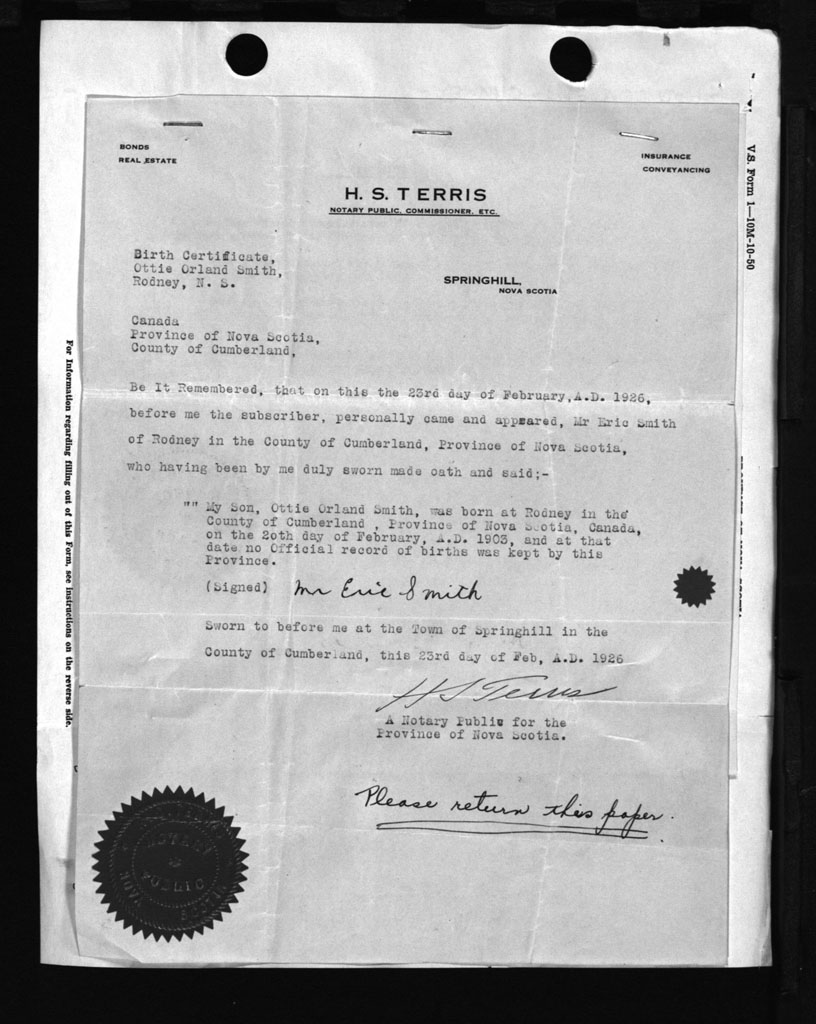 BONDS
REAL ESTATE
INSURANCE
CONVEYANCING
H. S. TERRIS
NOTARY PUBLIC, COMMISSIONER, ETC.
Birth Certificate,
Ottie Orland Smith,
Rodney, N. S.
SPRINGHILL,
NOVA SCOTIA
Canada
Province of Nova Scotia,
County of Cumberland,
Be It Remembered, that on this the 23rd day of February, A.D. 1926,
before me the subscriber, personally came and appeared, Mr Eric Smith
of Rodney in the County of Cumberland, Province of Nova Scotia,
who having been by me duly sworn made oath and said;-
"" My Son, Ottie Orland Smith, was born at Rodney in the
County of Cumberland , Province of Nova Scotia, Canada,
on the 20th day of February, A.D. 1903, and at that
date no Official record of births was kept by this
Province.
(Signed) Mr Eric Smith
Sworn to before me at the Town of Springhill in the
County of Cumberland, this 23rd day of Feb, A.D. 1926
H S Terris
A Notary Public for the
Province of Nova Scotia.
Please return this paper.
NOTARY
PUBLIC
NOVA SCOTIA
V.S. Form 1—10M-10-50
For Information regarding filling out of this Form, see instructions on the reverse side.